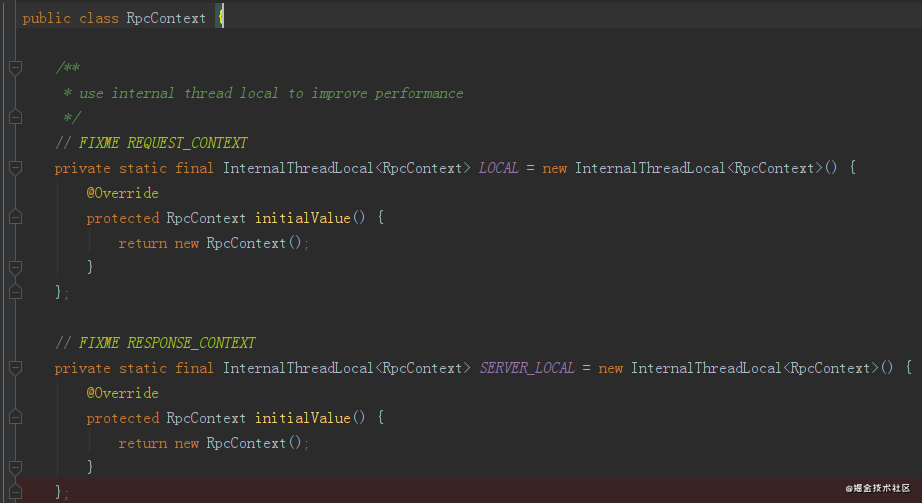 public class RpcContext {
/**
* use internal thread local to improve performance
*/
// FIXME REQUEST_CONTEXT
private static final InternalThreadLocal<RpcContext> LOCAL = new InternalThreadLocal<RpcContext>() {
@Override
protected RpcContext initialValue() {
return new RpcContext();
}
};
// FIXME RESPONSE_CONTEXT
private static final InternalThreadLocal<RpcContext> SERVER_LOCAL = new InternalThreadLocal<RpcContext>() {
@Override
protected RpcContext initialValue() {
return new RpcContext();
}
};
@掘金技术社区